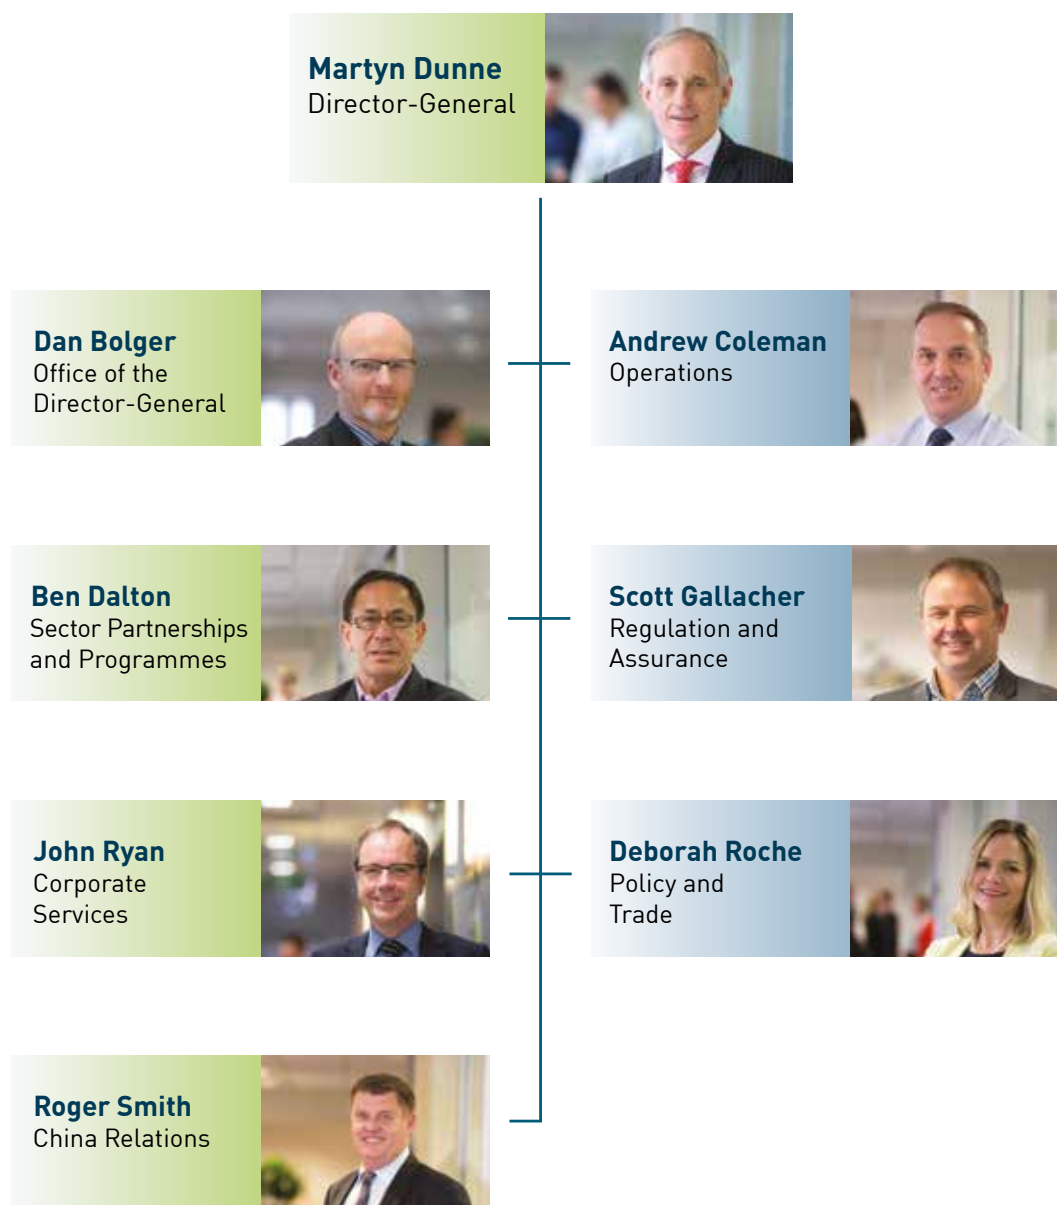 Martyn Dunne
Director-General
Dan Bolger
Office of the
Director-General
Andrew Coleman
Operations
Ben Dalton
Sector Partnerships
and Programmes
Scott Gallacher
Regulation and
Assurance
John Ryan
Corporate
Services
Deborah Roche
Policy and
Trade
Roger Smith
China Relations